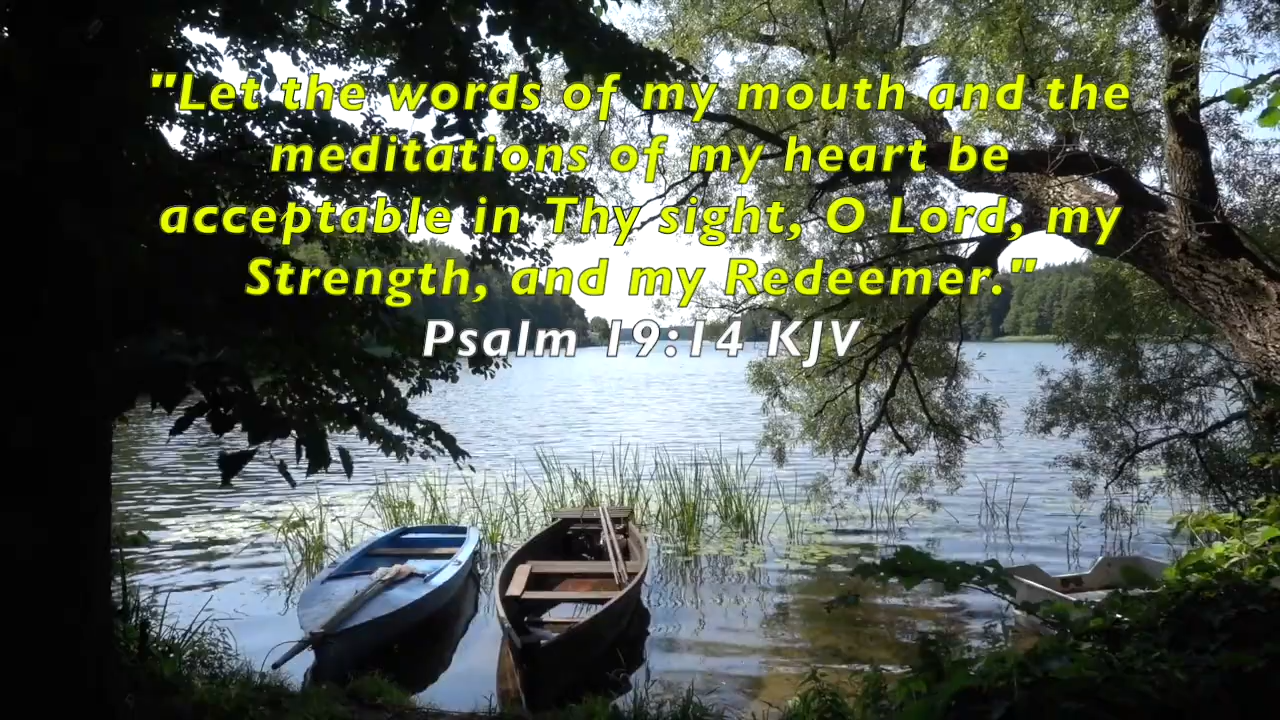 "Let the words of my mouth and the
meditations of my heart be
acceptable in Thy sight, O Lord, my
Strength, and my Redeemer."
Psalm 19:14 KJV